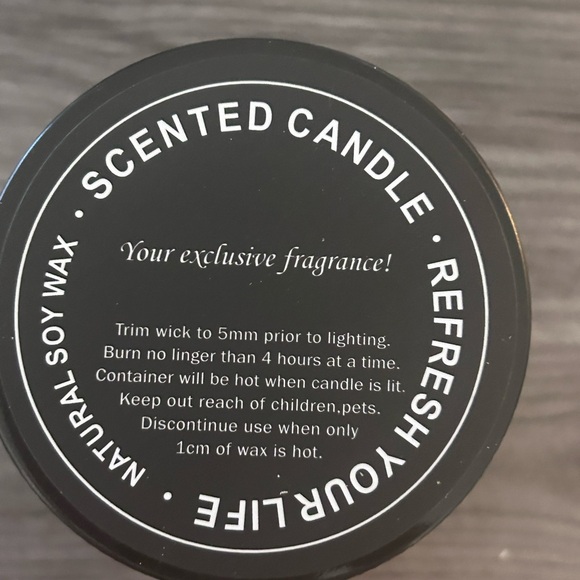 SCENTED CANDLE • REFRESH YOUR LIFE • NATURAL SOY WAX •
Your exclusive fragrance!
Trim wick to 5mm prior to lighting.
Burn no linger than 4 hours at a time.
Container will be hot when candle is lit.
Keep out reach of children,pets.
Discontinue use when only
1cm of wax is hot.